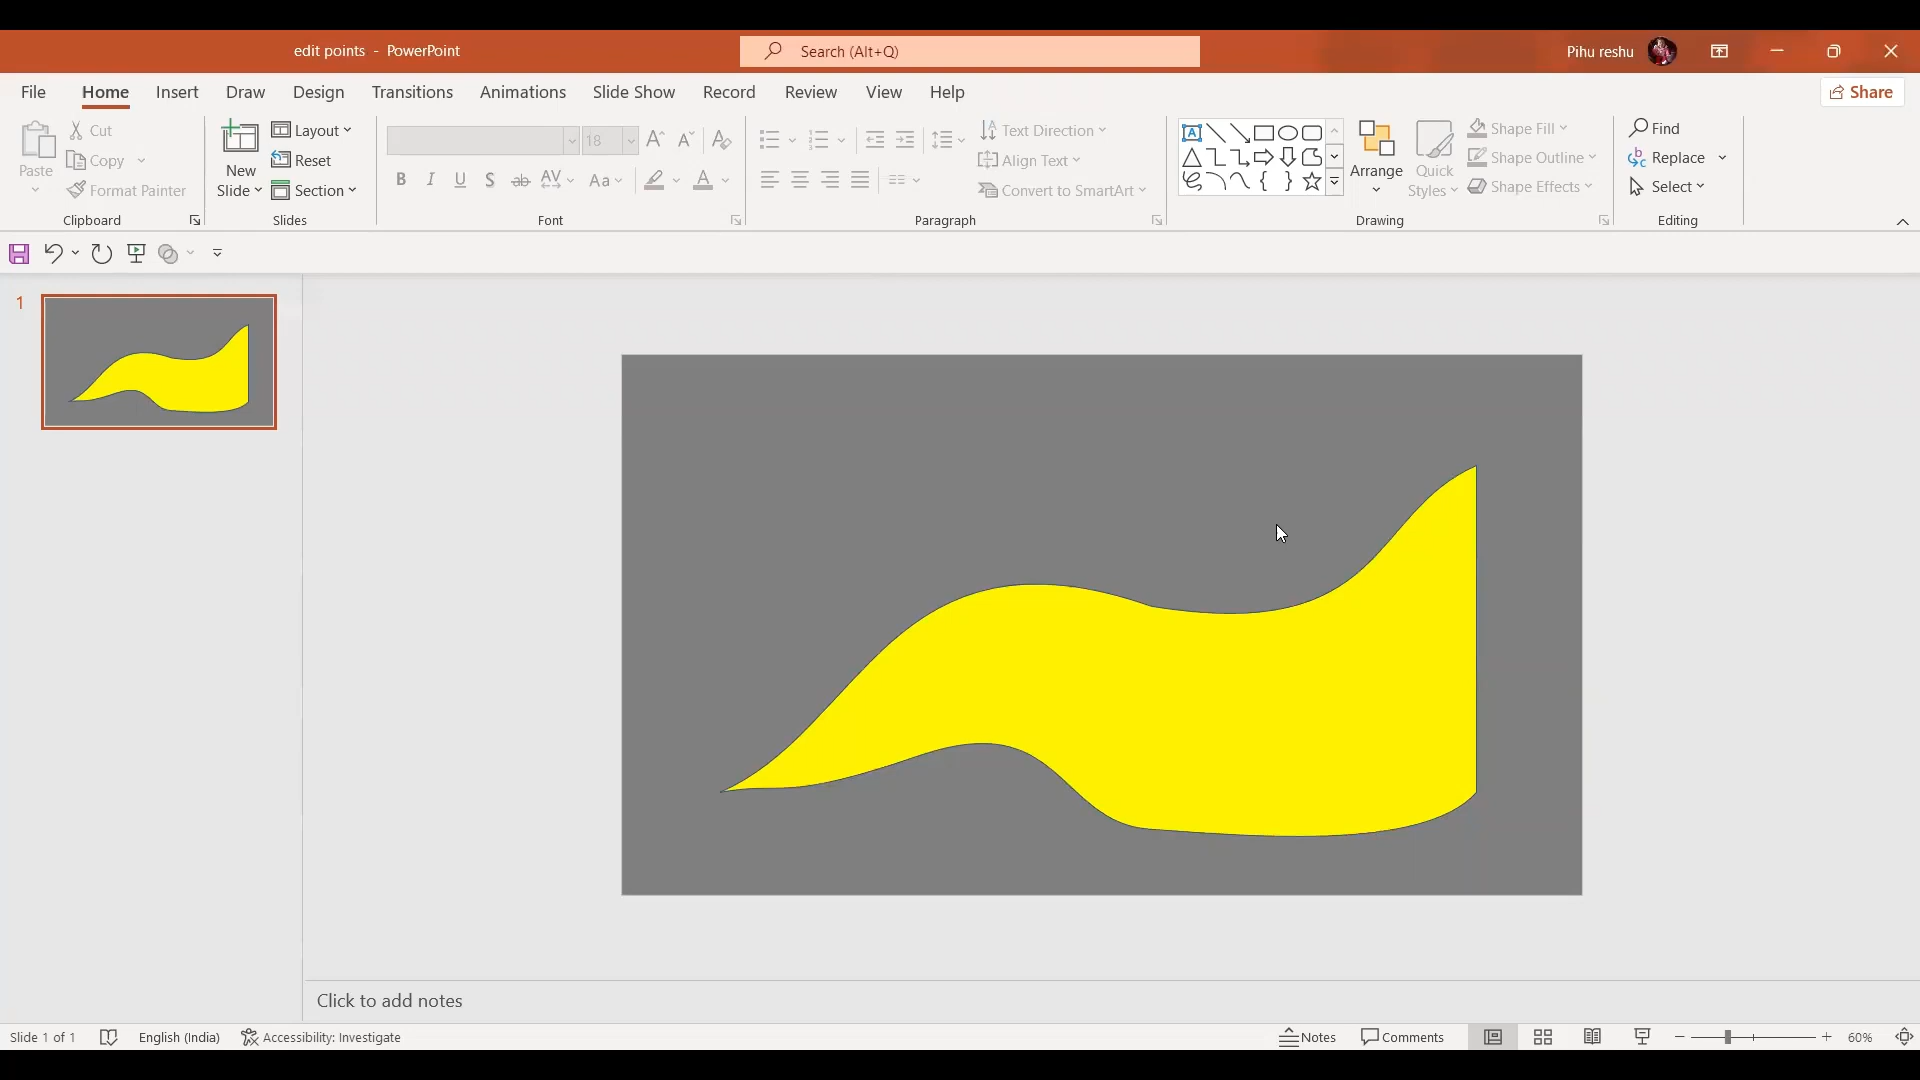 edit points - PowerPoint
Search (Alt+Q)
Pihu reshu
File Home Insert Draw Design Transitions Animations Slide Show Record Review View Help
Share
Paste
Cut
Copy
Format Painter
Clipboard
New Slide
Layout
Reset
Section
Slides
18
B I U S ab AV Aa A
Font
Text Direction
Align Text
Convert to SmartArt
Paragraph
Arrange
Quick Styles
Shape Fill
Shape Outline
Shape Effects
Drawing
Find
Replace
Select
Editing
1
Click to add notes
Slide 1 of 1
English (India)
Accessibility: Investigate
Notes
Comments
60%